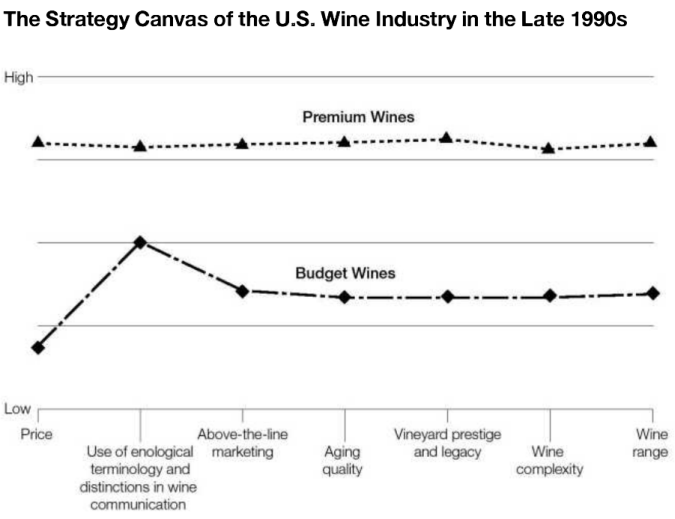 The Strategy Canvas of the U.S. Wine Industry in the Late 1990s
High
Premium Wines
Budget Wines
Low
Price
Use of enological
terminology and
distinctions in wine
communication
Above-the-line
marketing
Aging
quality
Vineyard prestige
and legacy
Wine
complexity
Wine
range